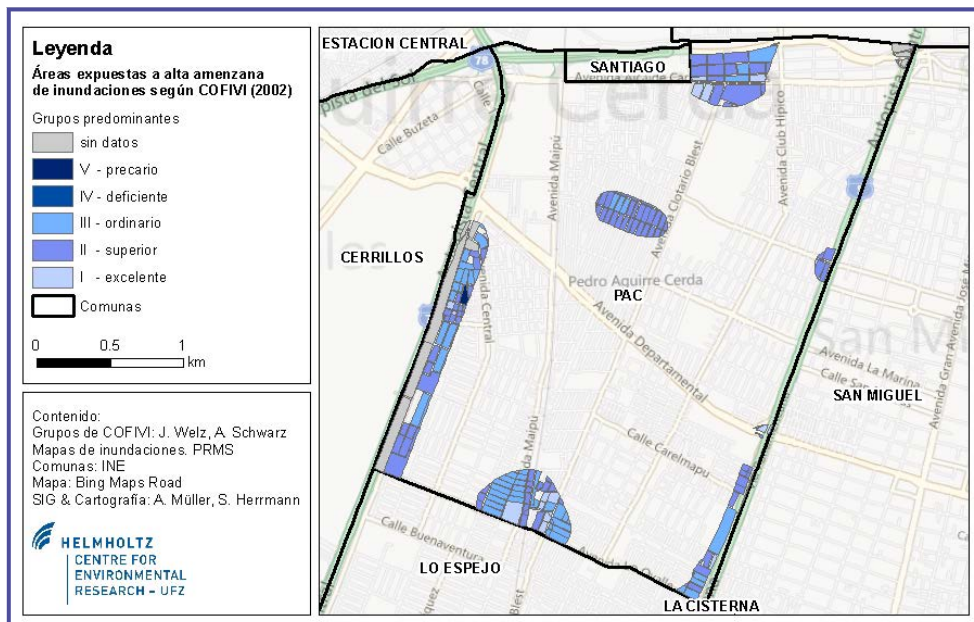 Leyenda
Áreas expuestas a alta amenzana
de inundaciones según COFIVI (2002)
Grupos predominantes
sin datos
V - precario
IV - deficiente
III - ordinario
II - superior
I - excelente
Comunas
0 0.5 1
km
Contenido:
Grupos de COFIVI: J. Welz, A. Schwarz
Mapas de inundaciones. PRMS
Comunas: INE
Mapa: Bing Maps Road
SIG & Cartografía: A. Müller, S. Herrmann
HELMHOLTZ
CENTRE FOR
ENVIRONMENTAL
RESEARCH – UFZ
ESTACION CENTRAL
SANTIAGO
78
Calle Buzeta
Avenida Maipú
Avenida Clotario Blest
Avenida Club Hípico
CERRILLOS
Avenida Central
Pedro Aguirre Cerda
PAC
Avenida Departamental
San Mi
Avenida La Marina
SAN MIGUEL
Avenida Gran Avenida José Mi
Calle Carelmapu
Calle Buenaventura
LO ESPEJO
LA CISTERNA